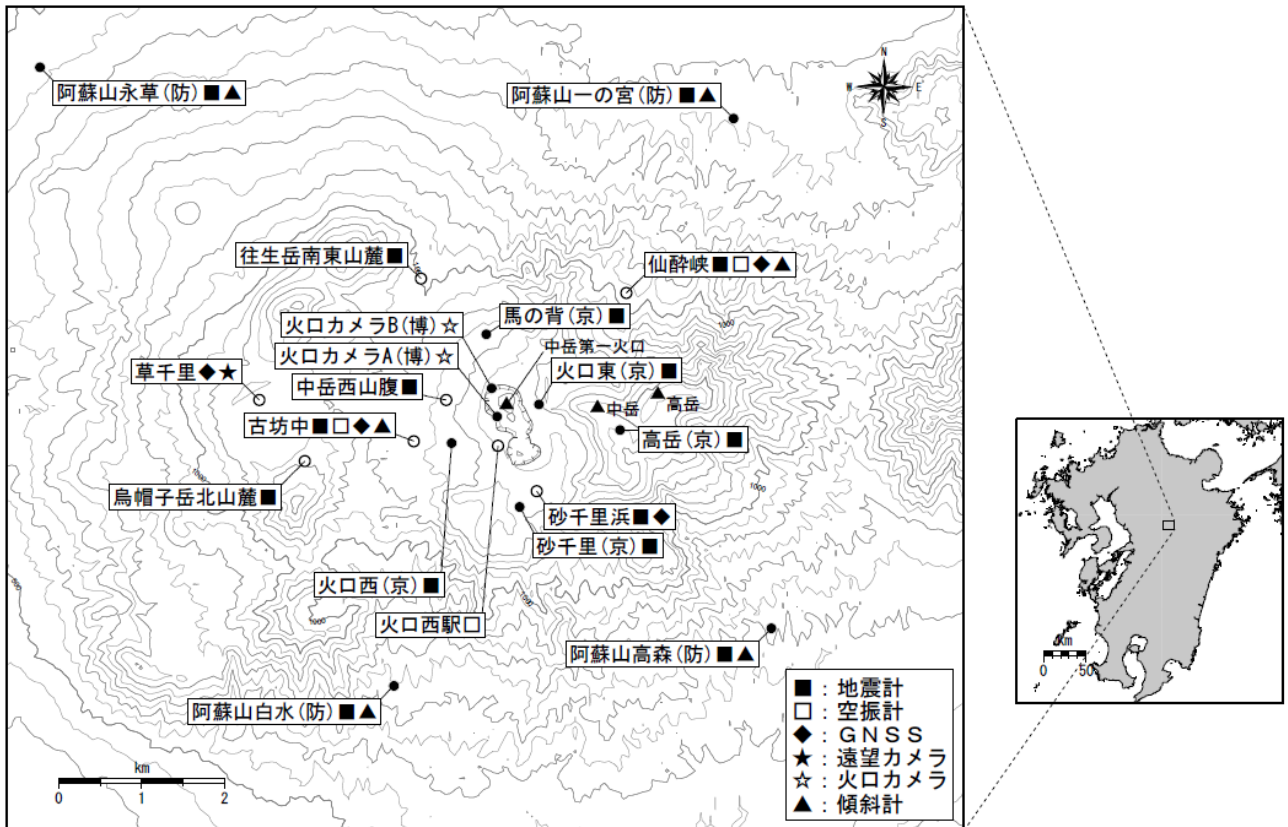 阿蘇山永草(防)■▲
阿蘇山一の宮(防)■▲
N
W
E
S
往生岳南東山麓■
仙酔峡■□◆▲
馬の背(京)■
火口カメラB(博)☆
火口カメラA(博)☆
中岳第一火口
火口東(京)■
草千里◆★
中岳西山腹■
中岳
高岳
古坊中■□◆▲
高岳(京)■
烏帽子岳北山麓■
砂千里浜■◆
砂千里(京)■
火口西(京)■
火口西駅□
阿蘇山高森(防)■▲
阿蘇山白水(防)■▲
1000
1000
1000
1000
1000
500
km
0 1 2
■：地震計
□：空振計
◆：ＧＮＳＳ
★：遠望カメラ
☆：火口カメラ
▲：傾斜計
km
0 50